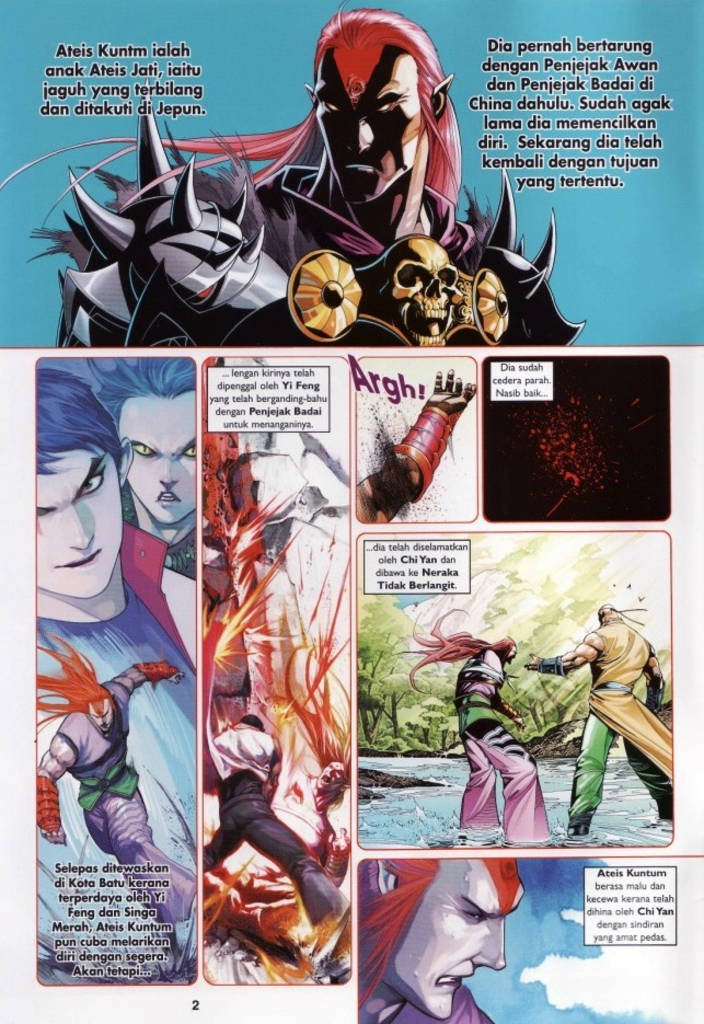 Ateis Kuntm ialah
anak Ateis Jati, iaitu
jaguh yang terbilang
dan ditakuti di Jepun.
Dia pernah bertarung
dengan Penjejak Awan
dan Penjejak Badai di
China dahulu. Sudah agak
lama dia memencilkan
diri. Sekarang dia telah
kembali dengan tujuan
yang tertentu.
Selepas ditewaskan
di Kota Batu kerana
terperdaya oleh Yi
Feng dan Singa
Merah, Ateis Kuntum
pun cuba melarikan
diri dengan segera.
Akan tetapi...
... lengan kirinya telah
dipenggal oleh Yi Feng
yang telah berganding-bahu
dengan Penjejak Badai
untuk menanganinya.
Argh!
Dia sudah
cedera parah.
Nasib baik...
...dia telah diselamatkan
oleh Chi Yan dan
dibawa ke Neraka
Tidak Berlangit.
Ateis Kuntum
berasa malu dan
kecewa kerana telah
dihina oleh Chi Yan
dengan sindiran
yang amat pedas.
2